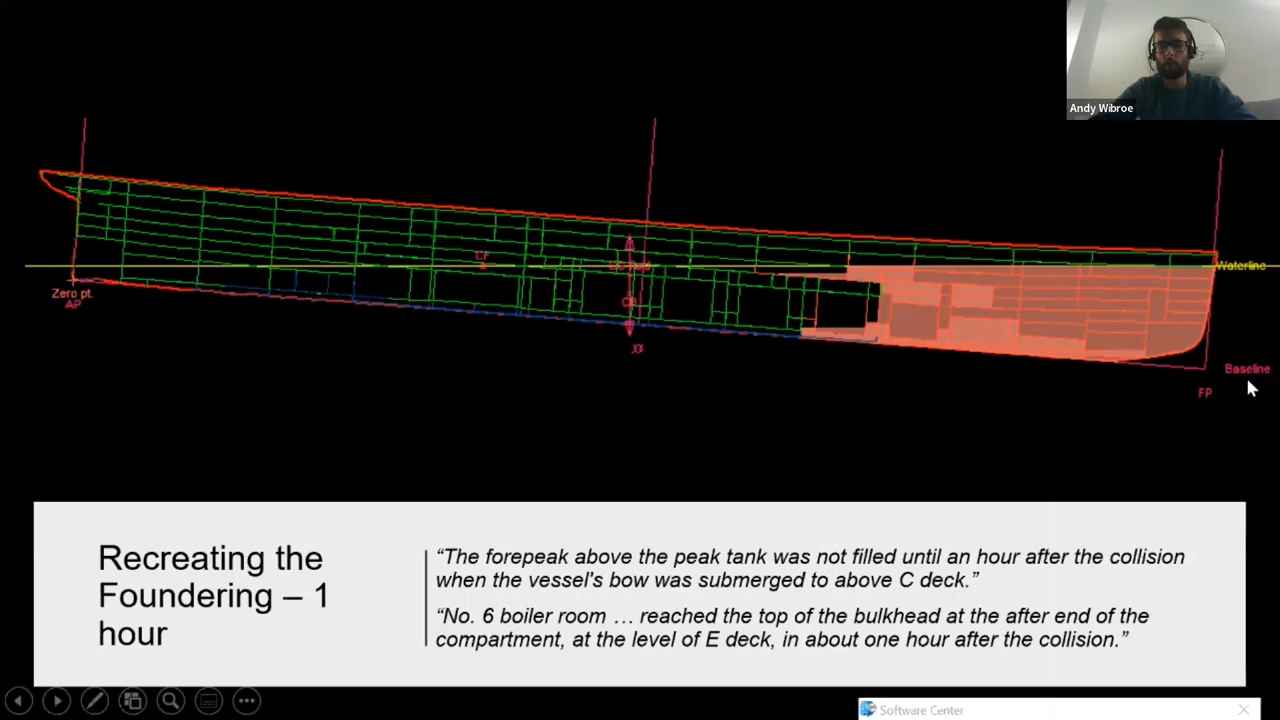 Andy Wibroe
CF
Waterline
Zero pt.
AP
CB
Baseline
FP
Recreating the
Foundering – 1
hour
“The forepeak above the peak tank was not filled until an hour after the collision
when the vessel's bow was submerged to above C deck.”
“No. 6 boiler room … reached the top of the bulkhead at the after end of the
compartment, at the level of E deck, in about one hour after the collision.”
Software Center